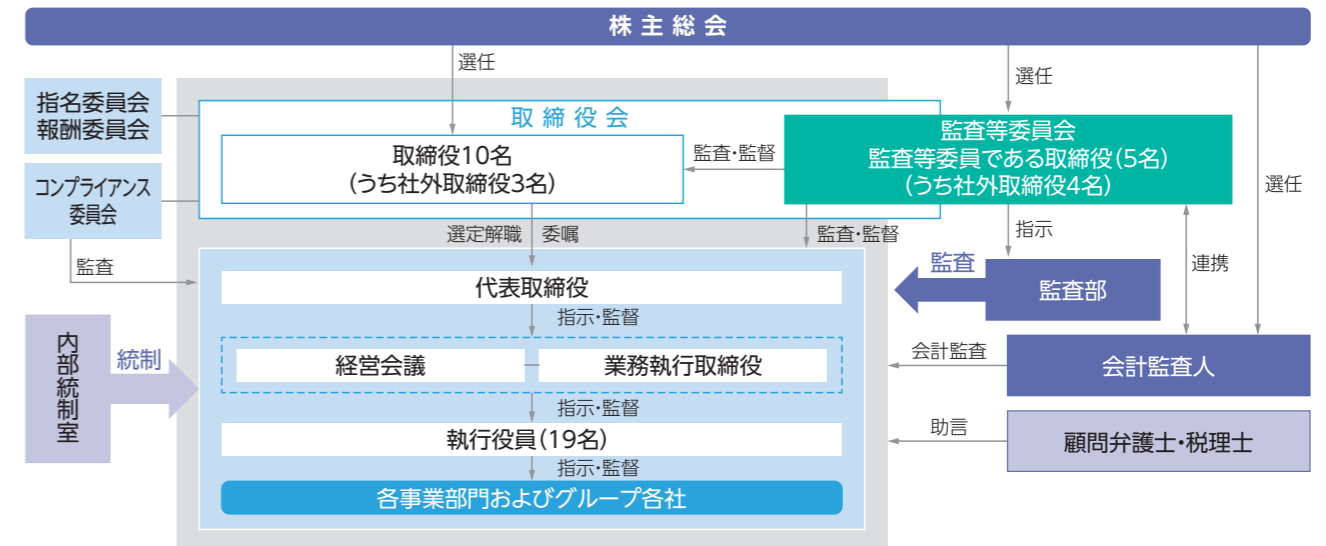 株主総会
選任
選任
選任
指名委員会
報酬委員会
コンプライアンス
委員会
監査
取締役会
取締役10名
(うち社外取締役3名)
監査・監督
監査等委員会
監査等委員である取締役(5名)
(うち社外取締役4名)
選定解職
委嘱
監査・監督
指示
連携
代表取締役
監査
監査部
指示・監督
内部統制室
統制
経営会議
業務執行取締役
会計監査
会計監査人
指示・監督
執行役員(19名)
助言
顧問弁護士・税理士
指示・監督
各事業部門およびグループ各社